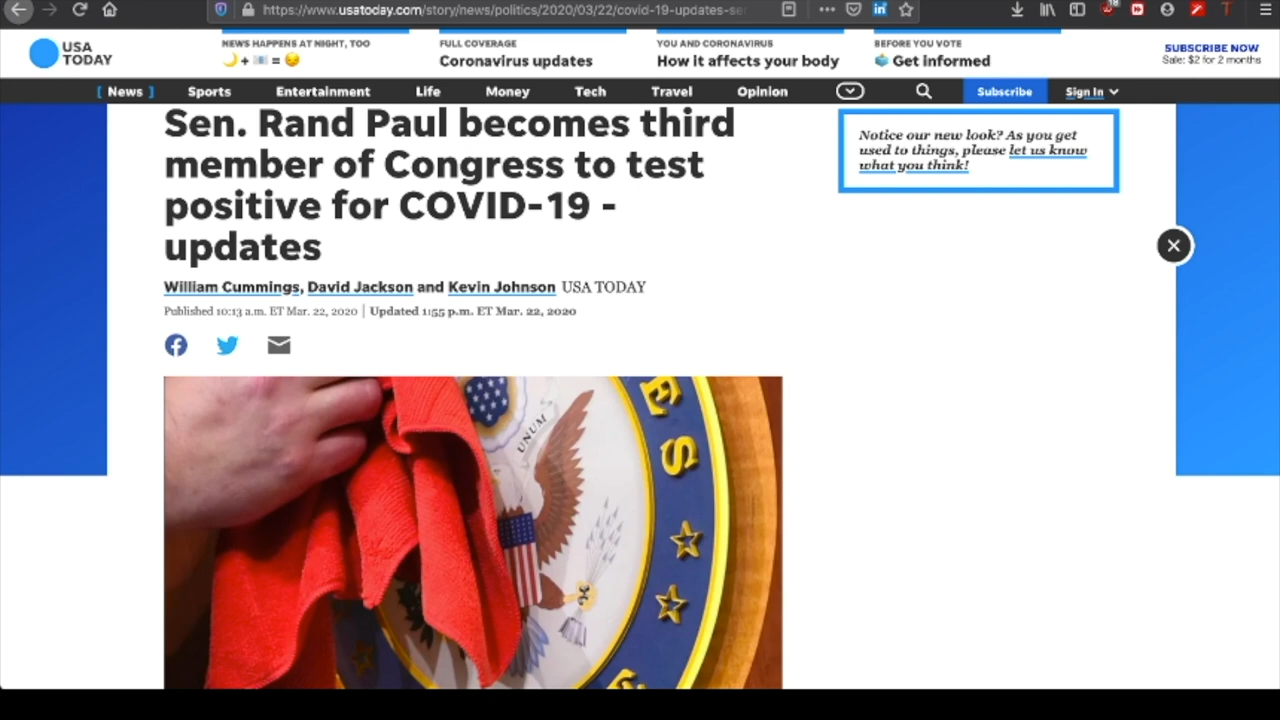 https://www.usatoday.com/story/news/politics/2020/03/22/covid-19-updates-se
USA
TODAY
NEWS HAPPENS AT NIGHT, TOO
+ =
FULL COVERAGE
Coronavirus updates
YOU AND CORONAVIRUS
How it affects your body
BEFORE YOU VOTE
Get informed
SUBSCRIBE NOW
Sale: $2 for 2 months
[ News ] Sports Entertainment Life Money Tech Travel Opinion Subscribe Sign In
Sen. Rand Paul becomes third
member of Congress to test
positive for COVID-19 -
updates
Notice our new look? As you get
used to things, please let us know
what you think!
William Cummings, David Jackson and Kevin Johnson USA TODAY
Published 10:13 a.m. ET Mar. 22, 2020 | Updated 1:55 p.m. ET Mar. 22, 2020
UNUM
ES